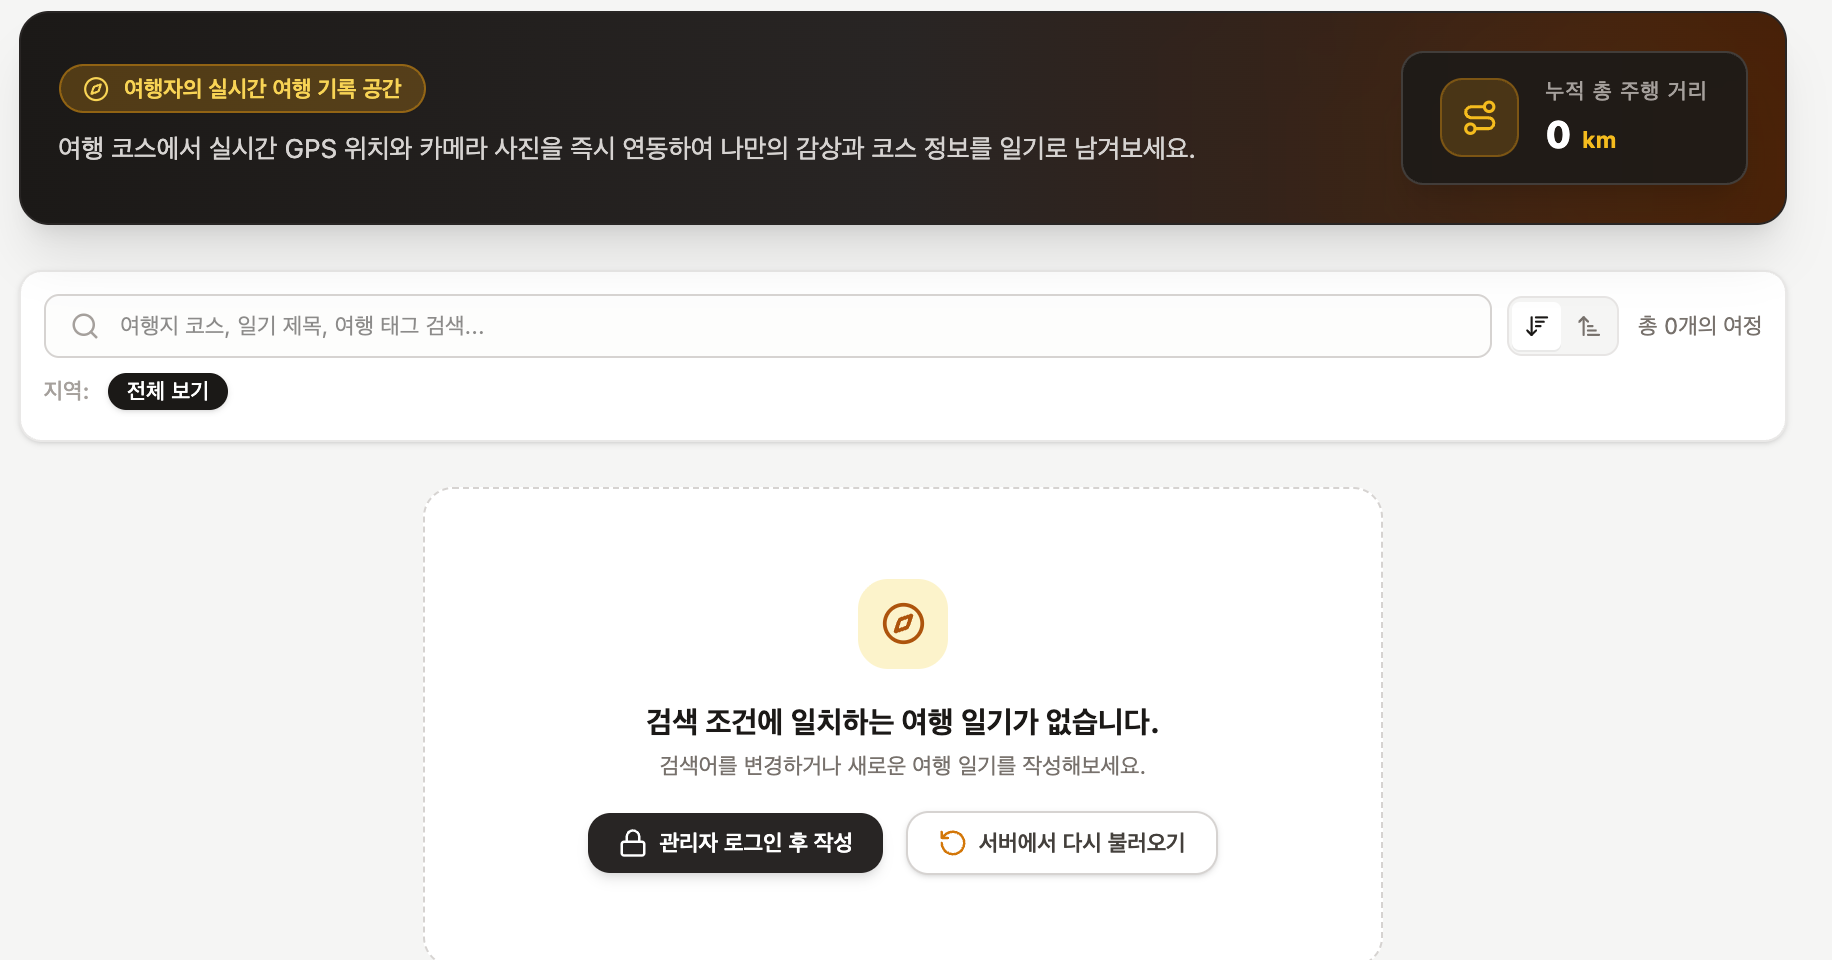 여행자의 실시간 여행 기록 공간
여행 코스에서 실시간 GPS 위치와 카메라 사진을 즉시 연동하여 나만의 감상과 코스 정보를 일기로 남겨보세요.
누적 총 주행 거리
0 km
여행지 코스, 일기 제목, 여행 태그 검색...
총 0개의 여정
지역:
전체 보기
검색 조건에 일치하는 여행 일기가 없습니다.
검색어를 변경하거나 새로운 여행 일기를 작성해보세요.
관리자 로그인 후 작성
서버에서 다시 불러오기